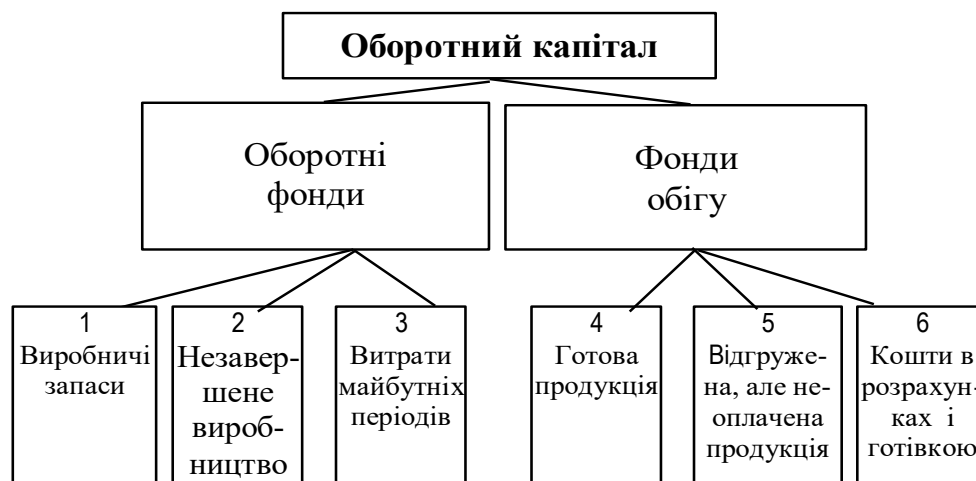 Оборотний капітал
Оборотні
фонди
Фонди
обігу
1
Виробничі
запаси
2
Незавер-
шене
вироб-
ництво
3
Витрати
майбутніх
періодів
4
Готова
продукція
5
Відгруже-
на, але не-
оплачена
продукція
6
Кошти в
розрахун-
ках і
готівкою